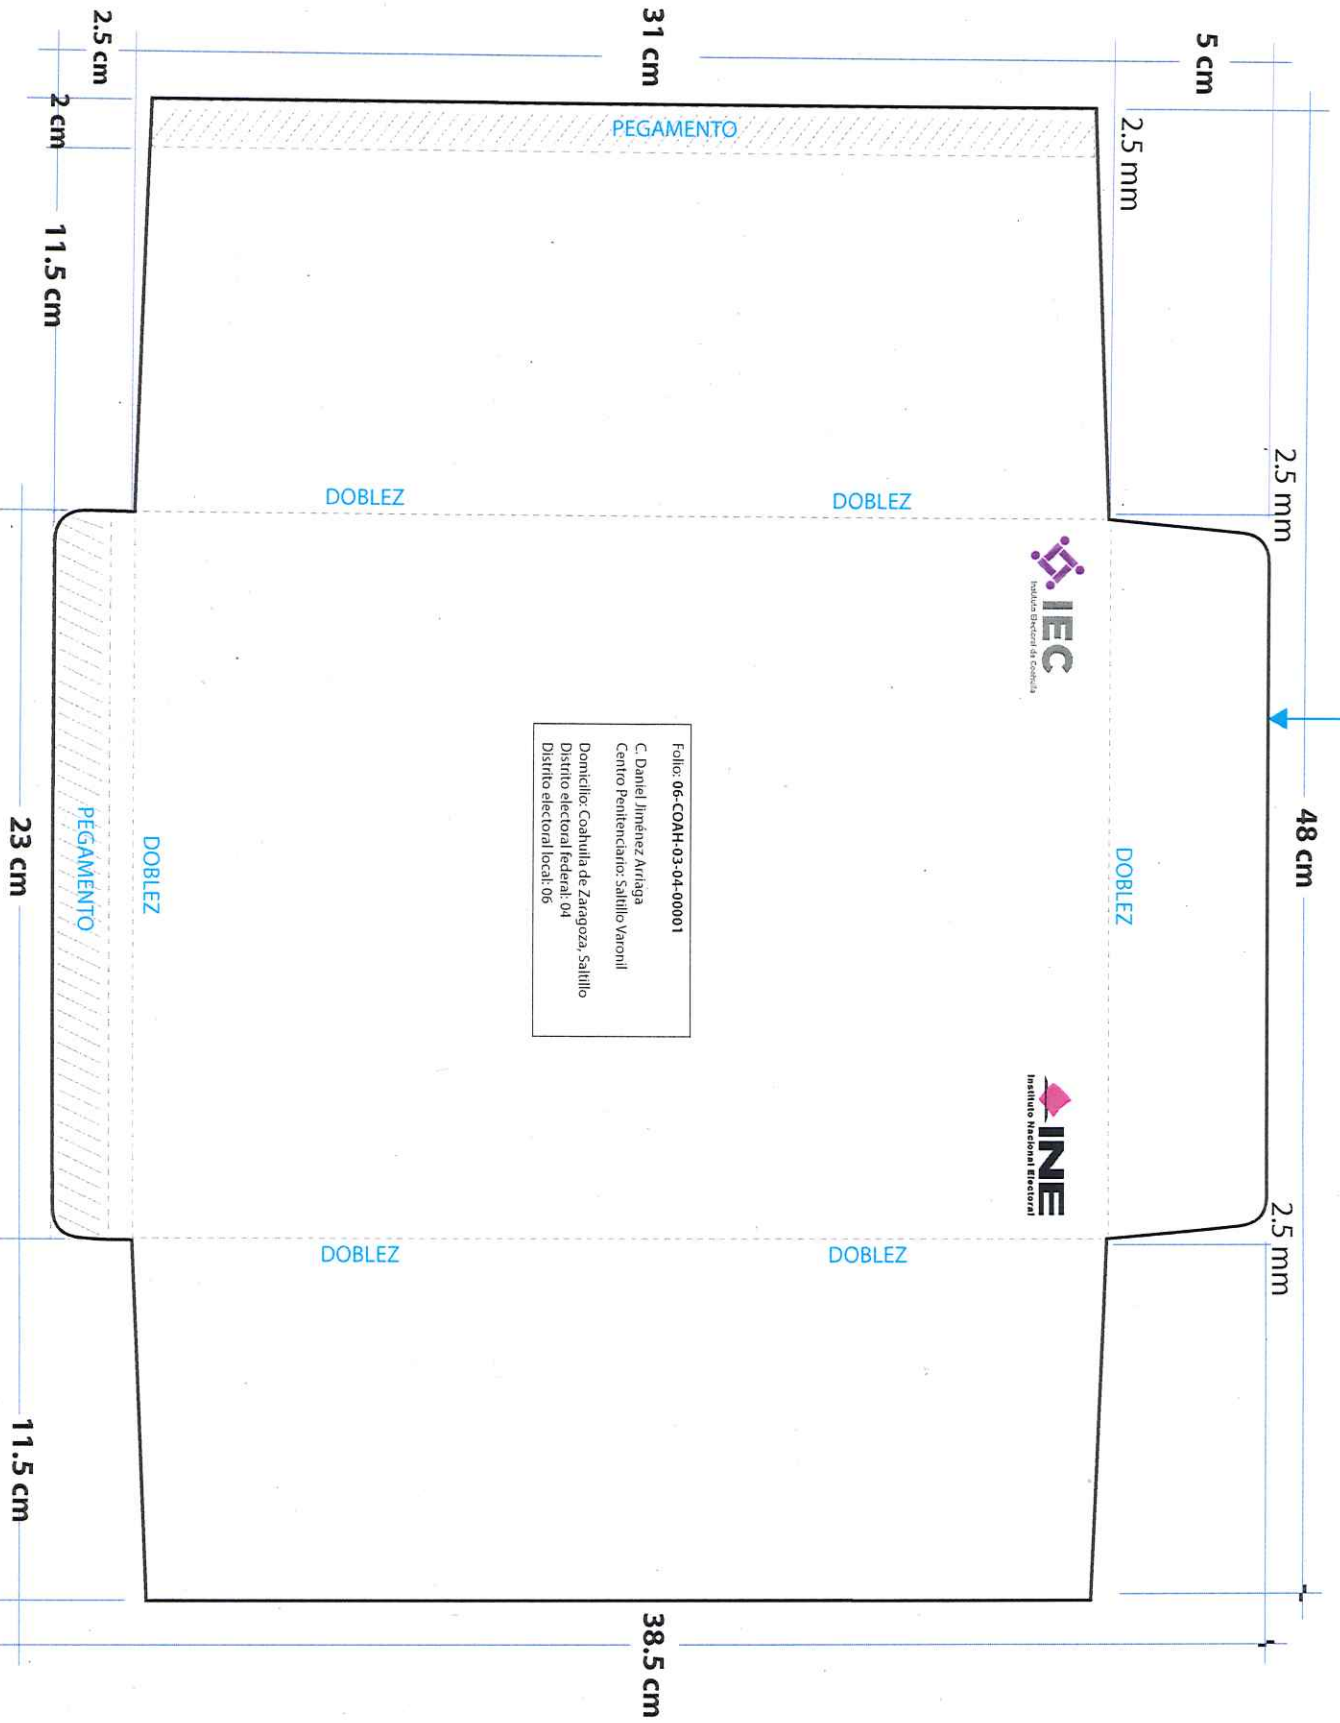 48 cm
2.5 mm
2.5 mm
5 cm
2.5 mm
DOBLEZ
IEC
Instituto Electoral de Coahuila
INE
Instituto Nacional Electoral
PEGAMENTO
31 cm
DOBLEZ
DOBLEZ
Folio: 06-COAH-03-04-00001
C. Daniel Jiménez Arriaga
Centro Penitenciario: Saltillo Varonil
Domicilio: Coahuila de Zaragoza, Saltillo
Distrito electoral federal: 04
Distrito electoral local: 06
DOBLEZ
DOBLEZ
38.5 cm
DOBLEZ
PEGAMENTO
2.5 cm
2 cm
11.5 cm
23 cm
11.5 cm